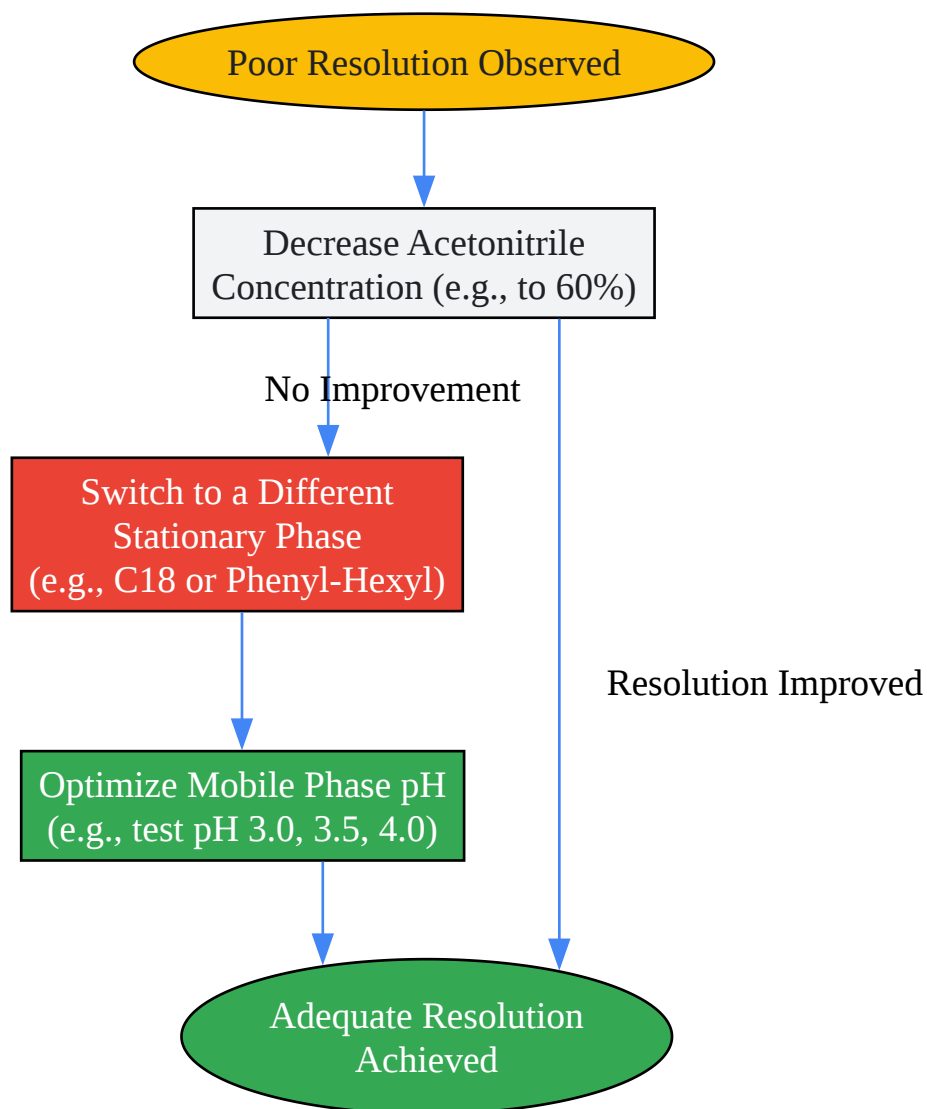 Poor Resolution Observed
Decrease Acetonitrile
Concentration (e.g., to 60%)
No Improvement
Switch to a Different
Stationary Phase
(e.g., C18 or Phenyl-Hexyl)
Resolution Improved
Optimize Mobile Phase pH
(e.g., test pH 3.0, 3.5, 4.0)
Adequate Resolution
Achieved